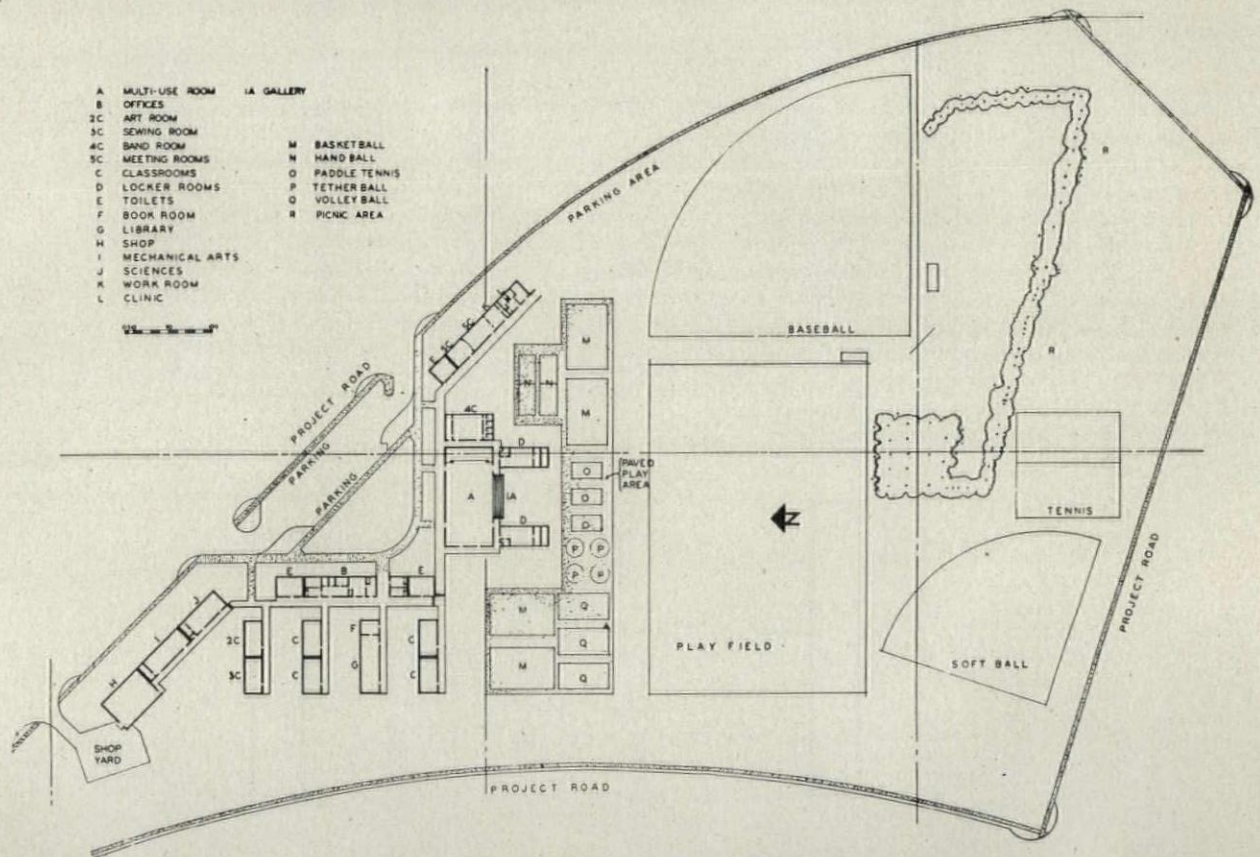 A MULTI-USE ROOM 1A GALLERY
B OFFICES
2C ART ROOM
3C SEWING ROOM
4C BAND ROOM
5C MEETING ROOMS
C CLASSROOMS
D LOCKER ROOMS
E TOILETS
F BOOK ROOM
G LIBRARY
H SHOP
I MECHANICAL ARTS
J SCIENCES
K WORK ROOM
L CLINIC
M BASKETBALL
N HAND BALL
O PADDLE TENNIS
P TETHER BALL
Q VOLLEY BALL
R PICNIC AREA
PARKING AREA
R
BASEBALL
R
M
5C
5C
E
N N
M
PROJECT ROAD
PARKING
PARKING
4C
D
A
1A
D
O
O
O
PAVED
PLAY
AREA
P P
P P
N
TENNIS
PROJECT ROAD
E B E
J
I
H
2C
3C
C
C
F
G
C
C
M
M
Q
Q
Q
PLAY FIELD
SOFT BALL
SHOP
YARD
PROJECT ROAD